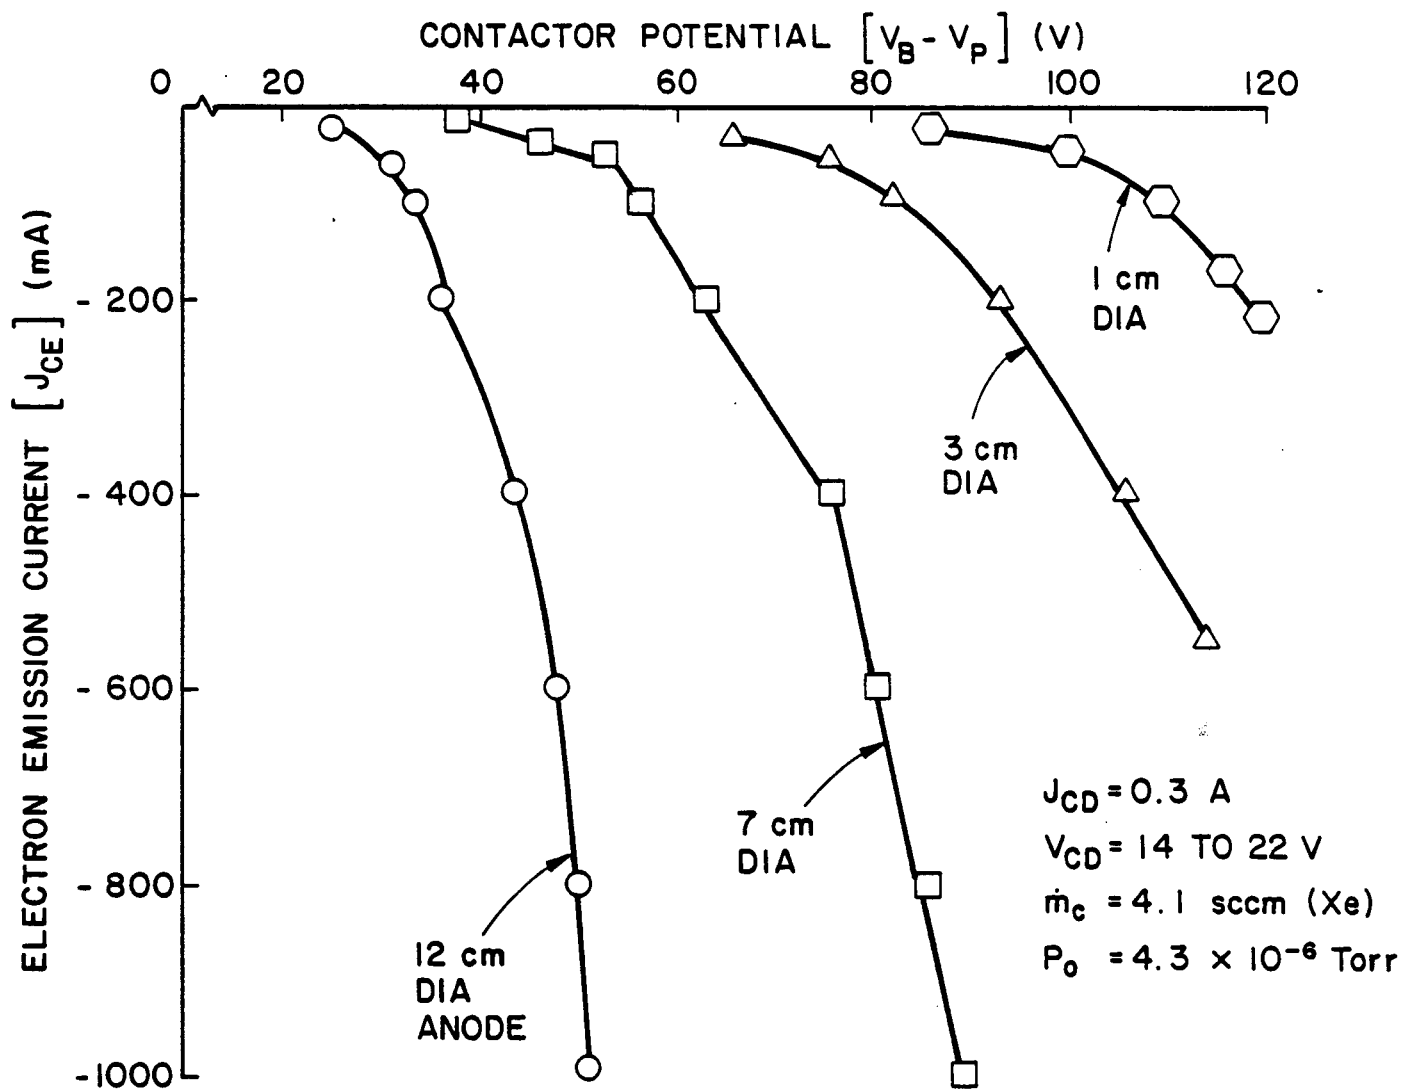 CONTACTOR POTENTIAL [V_B - V_P] (V)
0 20 40 60 80 100 120
ELECTRON EMISSION CURRENT [J_CE] (mA)
- 200
- 400
- 600
- 800
-1000
1 cm
DIA
3 cm
DIA
7 cm
DIA
12 cm
DIA
ANODE
J_CD = 0.3 A
V_CD = 14 TO 22 V
ṁ_c = 4.1 sccm (Xe)
P_o = 4.3 × 10⁻⁶ Torr